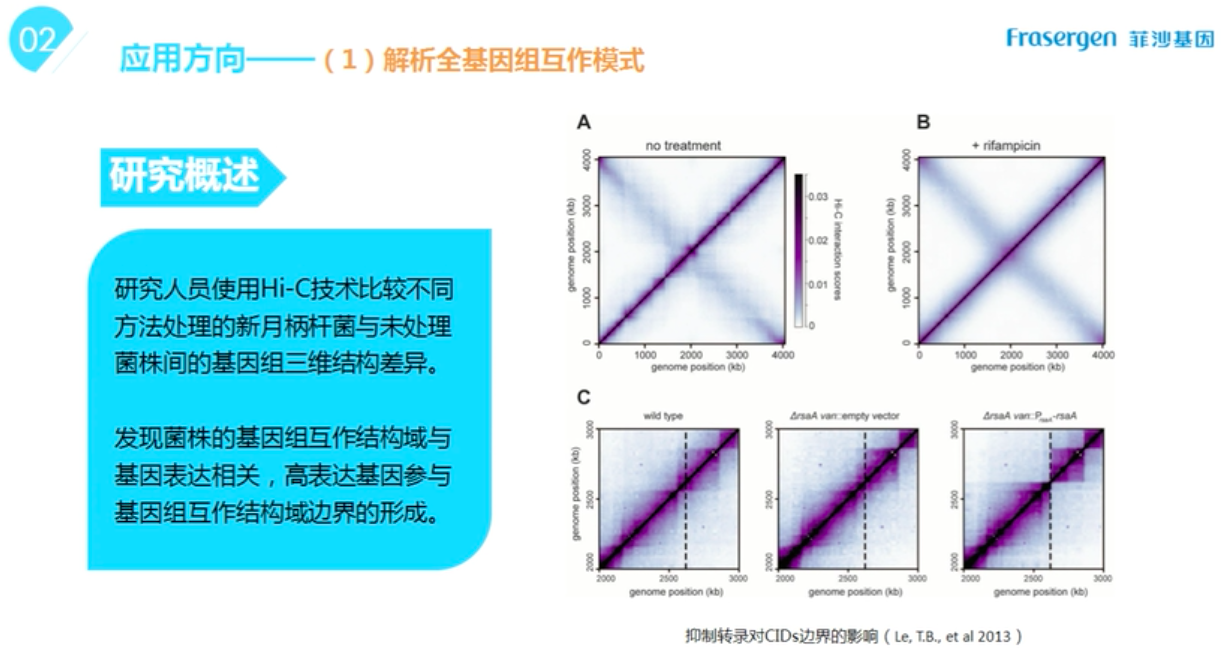 02
应用方向——（1）解析全基因组互作模式
Frasergen 菲沙基因
研究概述
研究人员使用Hi-C技术比较不同
方法处理的新月柄杆菌与未处理
菌株间的基因组三维结构差异。
发现菌株的基因组互作结构域与
基因表达相关，高表达基因参与
基因组互作结构域边界的形成。
A
no treatment
4000
3000
2000
1000
0
genome position (kb)
0 1000 2000 3000 4000
genome position (kb)
0.03
0.02
0.01
0
Hi-C interaction scores
B
+ rifampicin
4000
3000
2000
1000
0
genome position (kb)
0 1000 2000 3000 4000
genome position (kb)
C
wild type
3000
2500
2000
genome position (kb)
2000 2500 3000
genome position (kb)
ΔrsaA van::empty vector
3000
2500
2000
2000 2500 3000
genome position (kb)
ΔrsaA van::PrsaA-rsaA
3000
2500
2000
2000 2500 3000
genome position (kb)
抑制转录对CIDs边界的影响（Le, T.B., et al 2013）